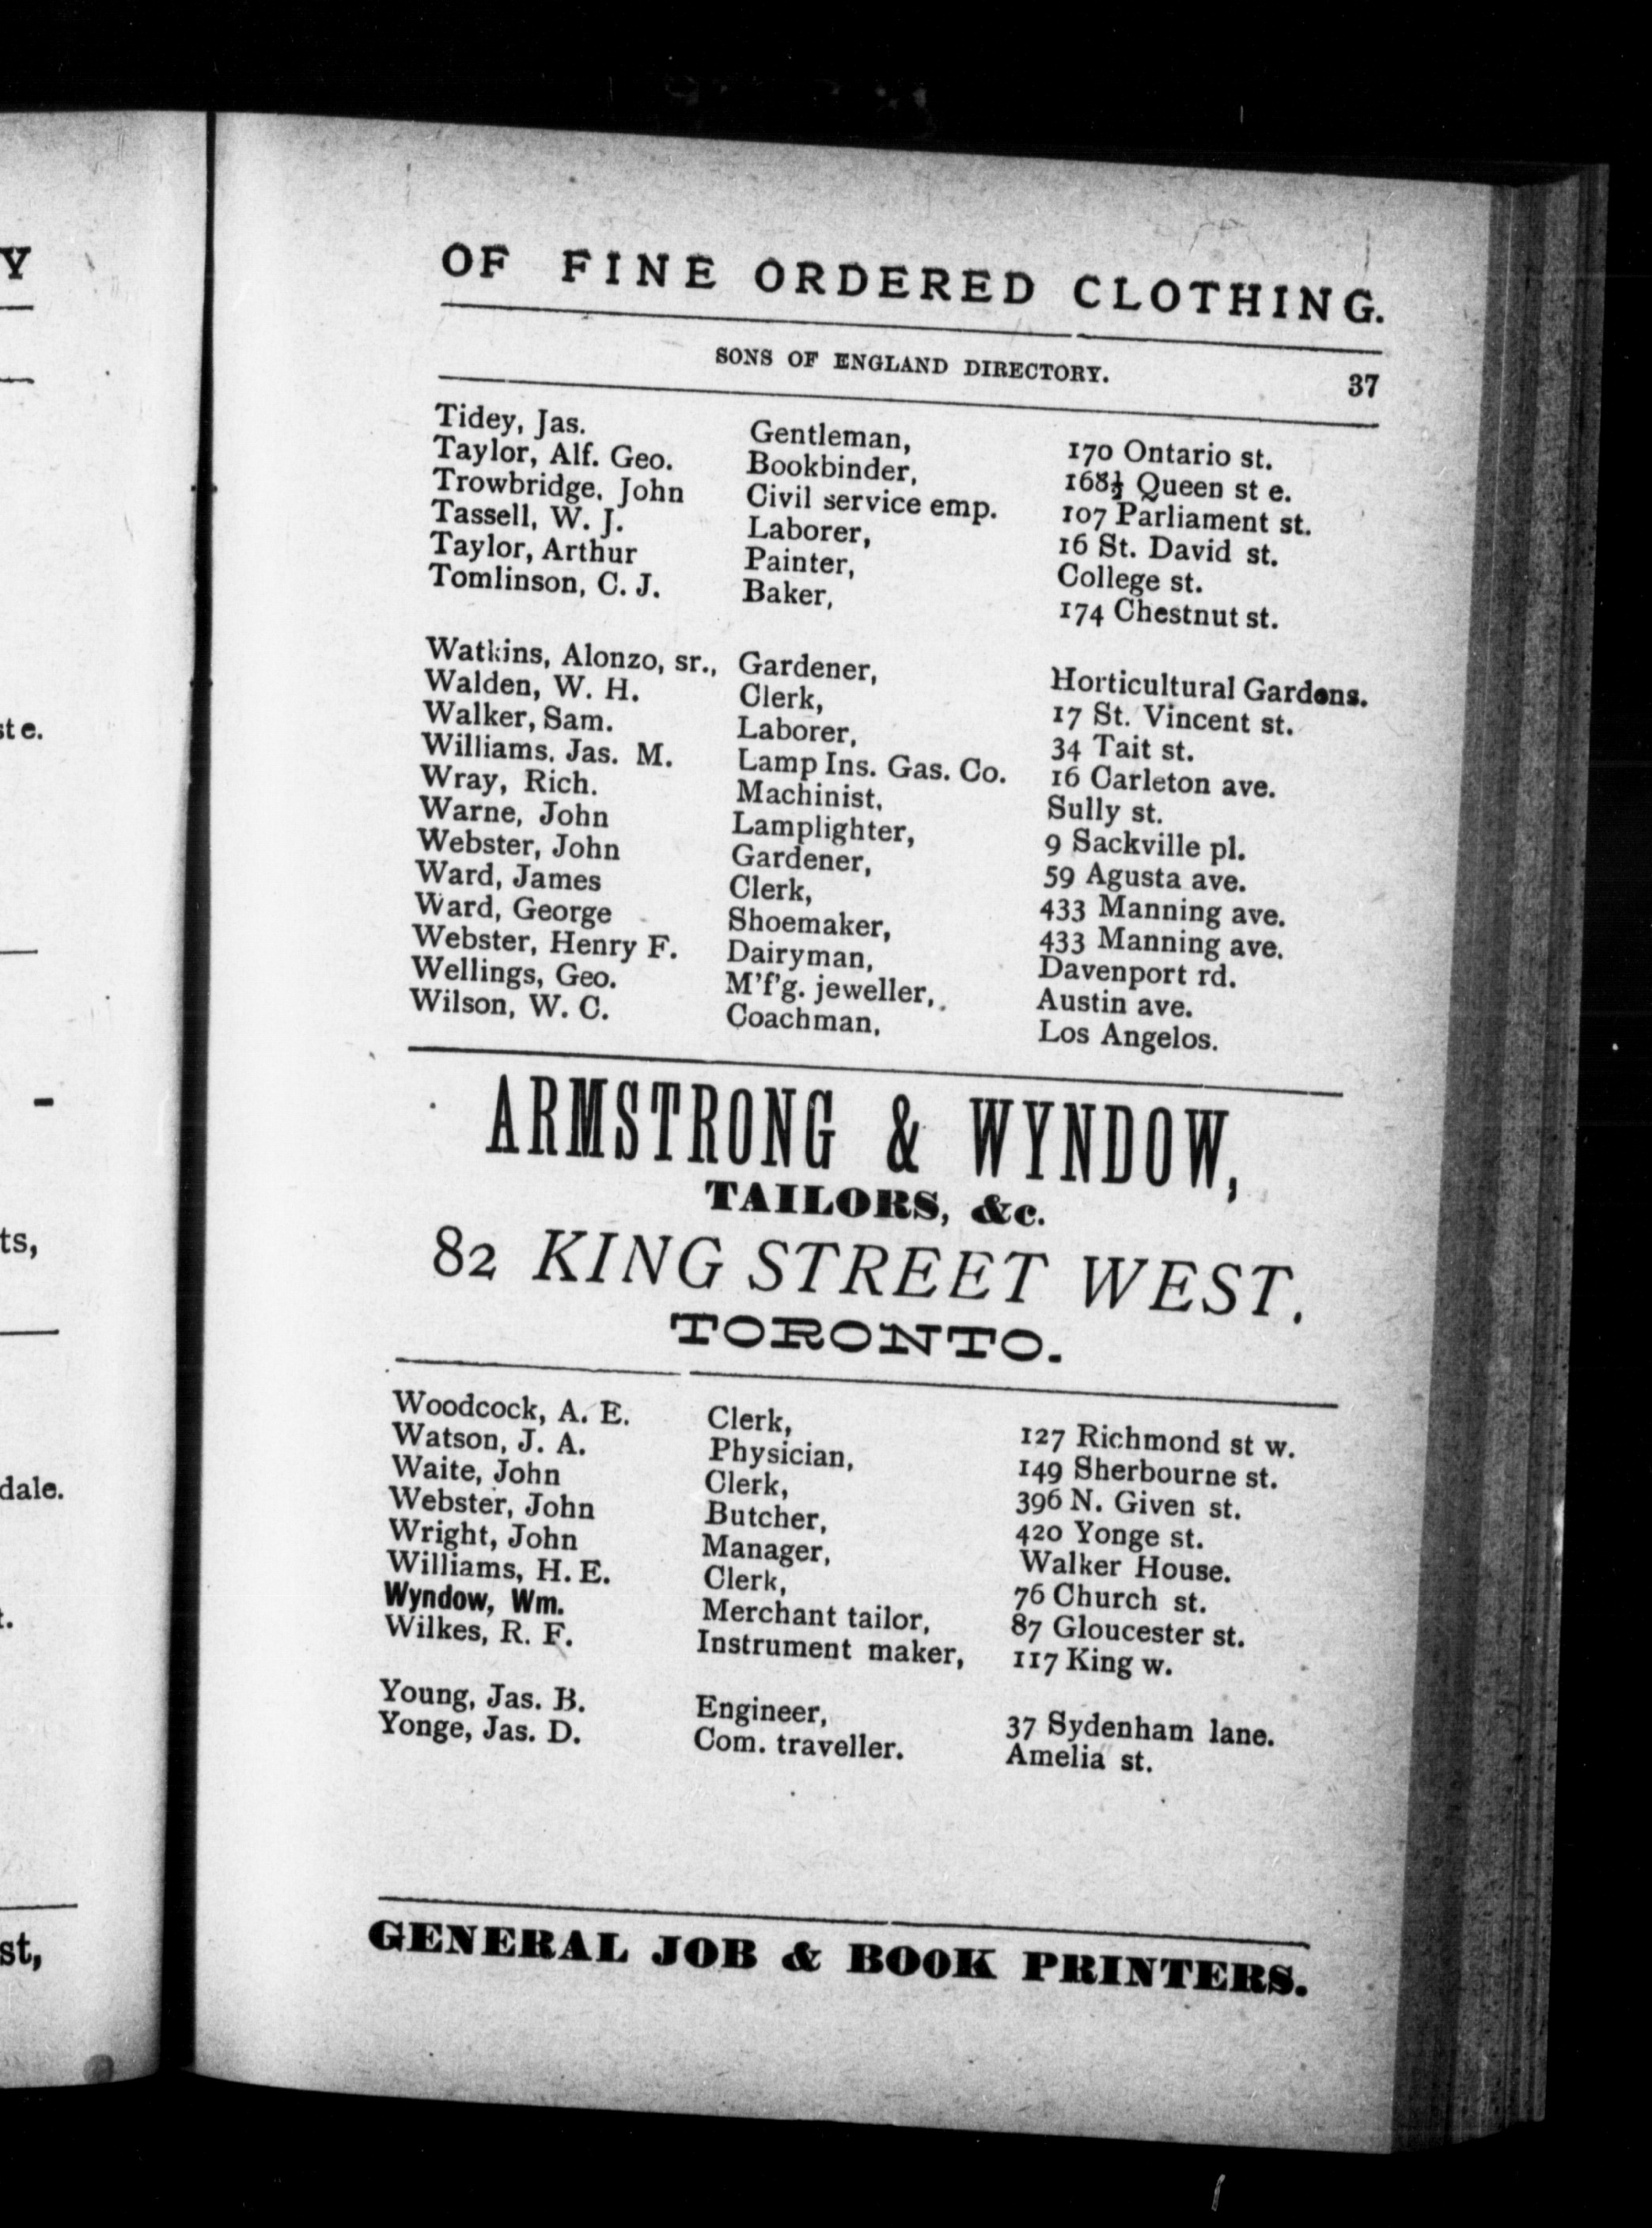 Y
OF FINE ORDERED CLOTHING.
SONS OF ENGLAND DIRECTORY. 37
Tidey, Jas. Gentleman, 170 Ontario st.
Taylor, Alf. Geo. Bookbinder, 168½ Queen st e.
Trowbridge, John Civil service emp. 107 Parliament st.
Tassell, W. J. Laborer, 16 St. David st.
Taylor, Arthur Painter, College st.
Tomlinson, C. J. Baker, 174 Chestnut st.
Watkins, Alonzo, sr., Gardener, Horticultural Gardens.
Walden, W. H. Clerk, 17 St. Vincent st.
Walker, Sam. Laborer, 34 Tait st.
Williams, Jas. M. Lamp Ins. Gas. Co. 16 Carleton ave.
Wray, Rich. Machinist, Sully st.
Warne, John Lamplighter, 9 Sackville pl.
Webster, John Gardener, 59 Agusta ave.
Ward, James Clerk, 433 Manning ave.
Ward, George Shoemaker, 433 Manning ave.
Webster, Henry F. Dairyman, Davenport rd.
Wellings, Geo. M'f'g. jeweller, Austin ave.
Wilson, W. C. Coachman, Los Angelos.
ARMSTRONG & WYNDOW,
TAILORS, &c.
82 KING STREET WEST,
TORONTO.
Woodcock, A. E. Clerk, 127 Richmond st w.
Watson, J. A. Physician, 149 Sherbourne st.
Waite, John Clerk, 396 N. Given st.
Webster, John Butcher, 420 Yonge st.
Wright, John Manager, Walker House.
Williams, H. E. Clerk, 76 Church st.
Wyndow, Wm. Merchant tailor, 87 Gloucester st.
Wilkes, R. F. Instrument maker, 117 King w.
Young, Jas. B. Engineer, 37 Sydenham lane.
Yonge, Jas. D. Com. traveller. Amelia st.
GENERAL JOB & BOOK PRINTERS.